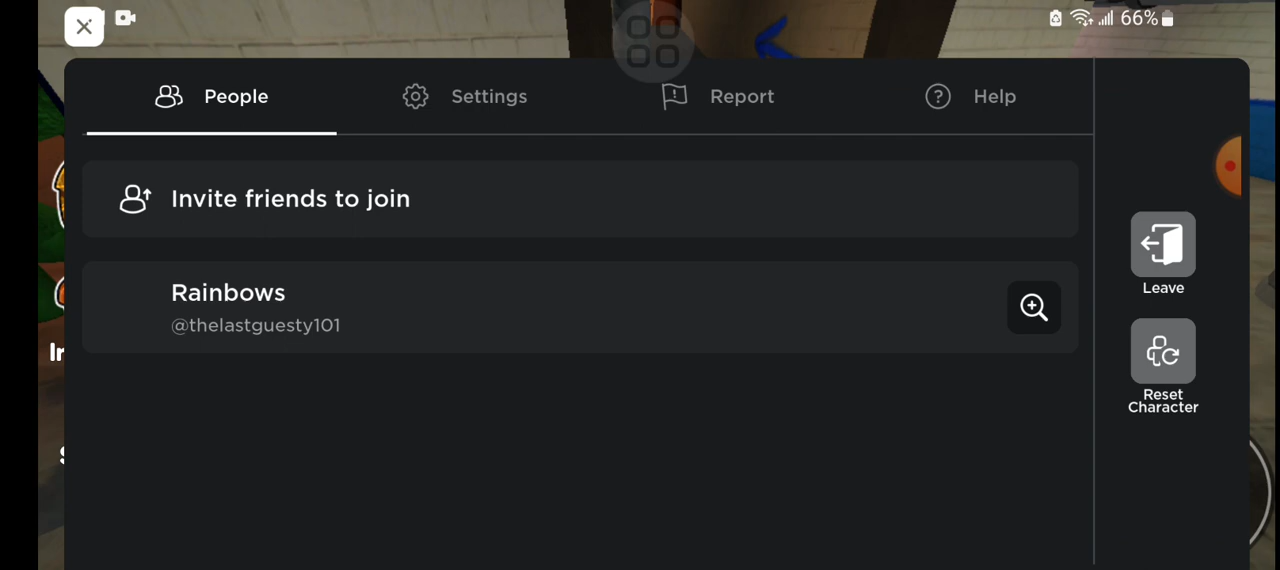 66%
People
Settings
Report
Help
Invite friends to join
Rainbows
@thelastguesty101
Leave
Reset
Character